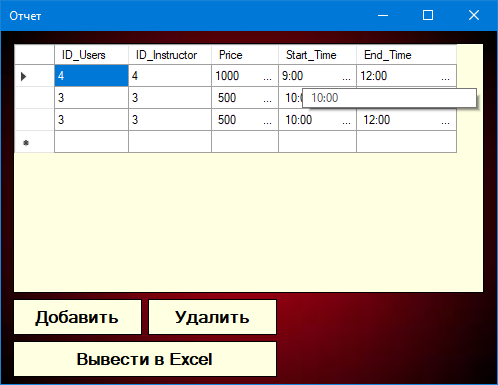 Отчет
ID_Users ID_Instructor Price Start_Time End_Time
4 4 1000 ... 9:00 ... 12:00 ...
3 3 500 ... 10:0
10:00
3 3 500 ... 10:00 ... 12:00 ...
Добавить Удалить
Вывести в Excel